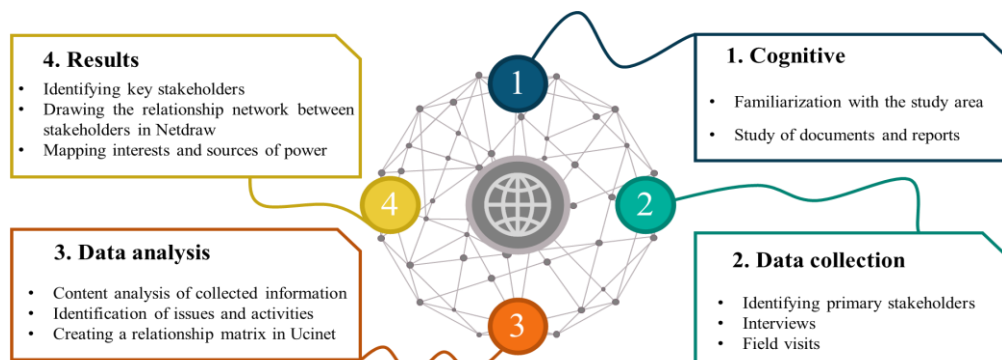 1
1. Cognitive
• Familiarization with the study area
• Study of documents and reports
2
2. Data collection
• Identifying primary stakeholders
• Interviews
• Field visits
3
3. Data analysis
• Content analysis of collected information
• Identification of issues and activities
• Creating a relationship matrix in Ucinet
4
4. Results
• Identifying key stakeholders
• Drawing the relationship network between
stakeholders in Netdraw
• Mapping interests and sources of power